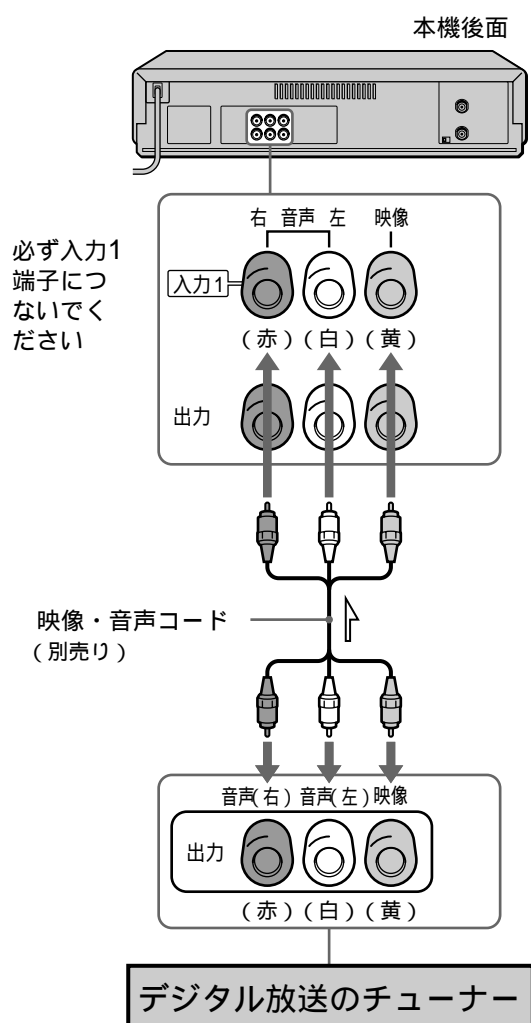 本機後面
右 音声 左 映像
必ず入力1
端子につ
ないでく
ださい
入力1
(赤)(白)(黄)
出力
映像・音声コード
(別売り)
音声(右)音声(左)映像
出力
(赤)(白)(黄)
デジタル放送のチューナー